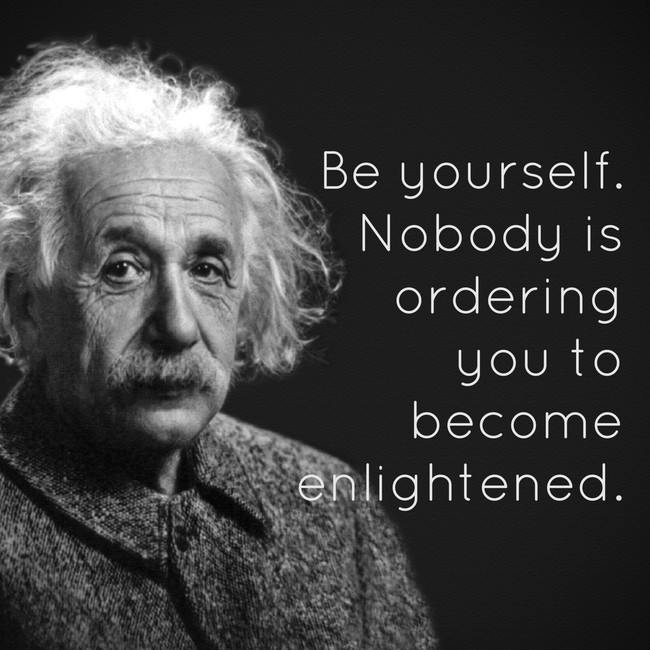 Be yourself.
Nobody is
ordering
you to
become
enlightened.